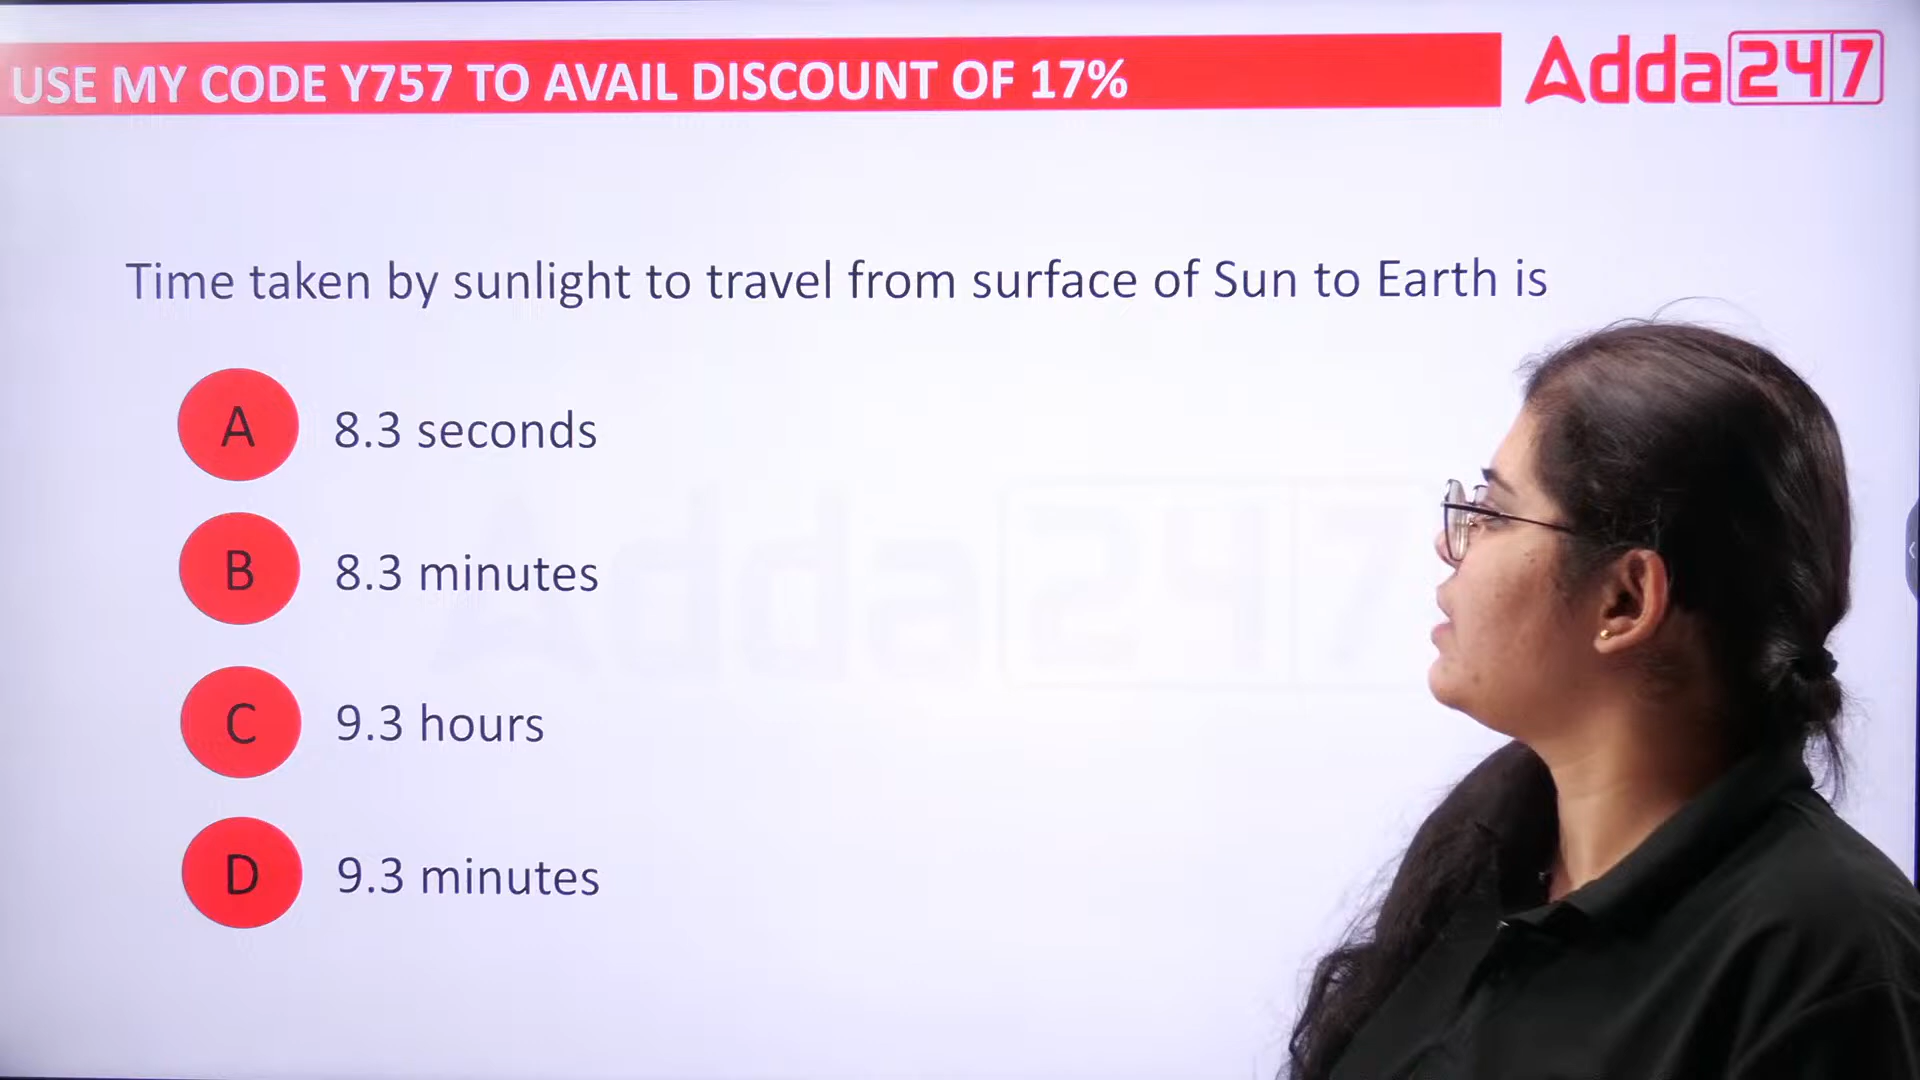 USE MY CODE Y757 TO AVAIL DISCOUNT OF 17%
Adda247
Time taken by sunlight to travel from surface of Sun to Earth is
A 8.3 seconds
B 8.3 minutes
C 9.3 hours
D 9.3 minutes
Adda247